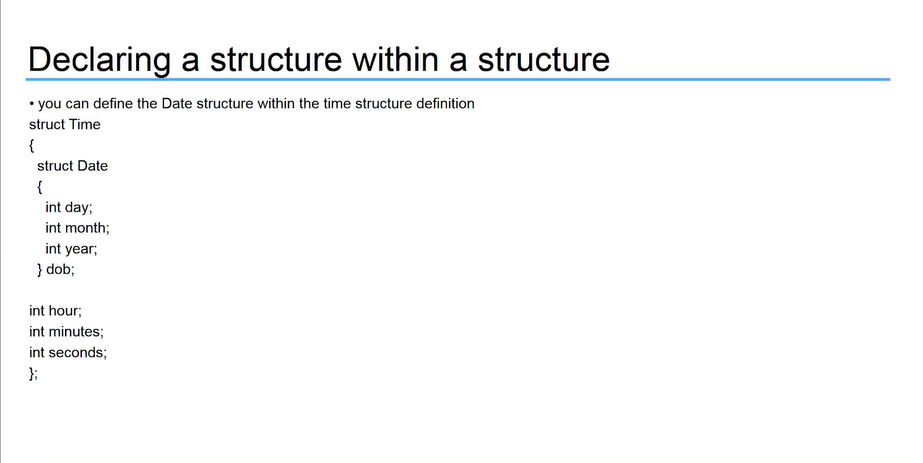 Declaring a structure within a structure
• you can define the Date structure within the time structure definition
struct Time
{
struct Date
{
int day;
int month;
int year;
} dob;
int hour;
int minutes;
int seconds;
};